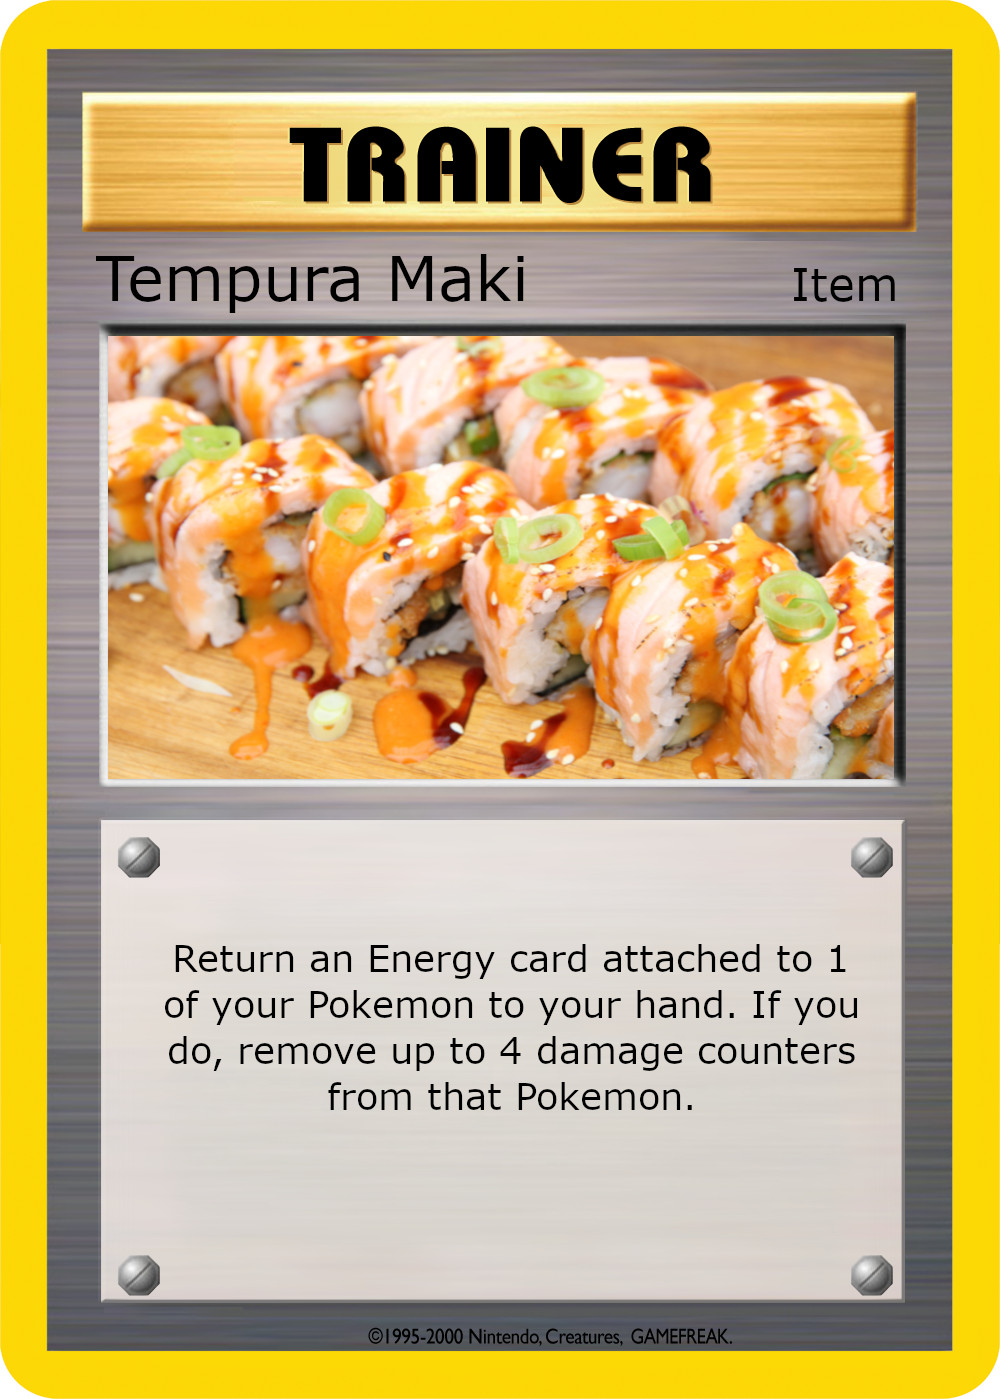 TRAINER
Tempura Maki
Item
Return an Energy card attached to 1
of your Pokemon to your hand. If you
do, remove up to 4 damage counters
from that Pokemon.
©1995-2000 Nintendo, Creatures, GAMEFREAK.